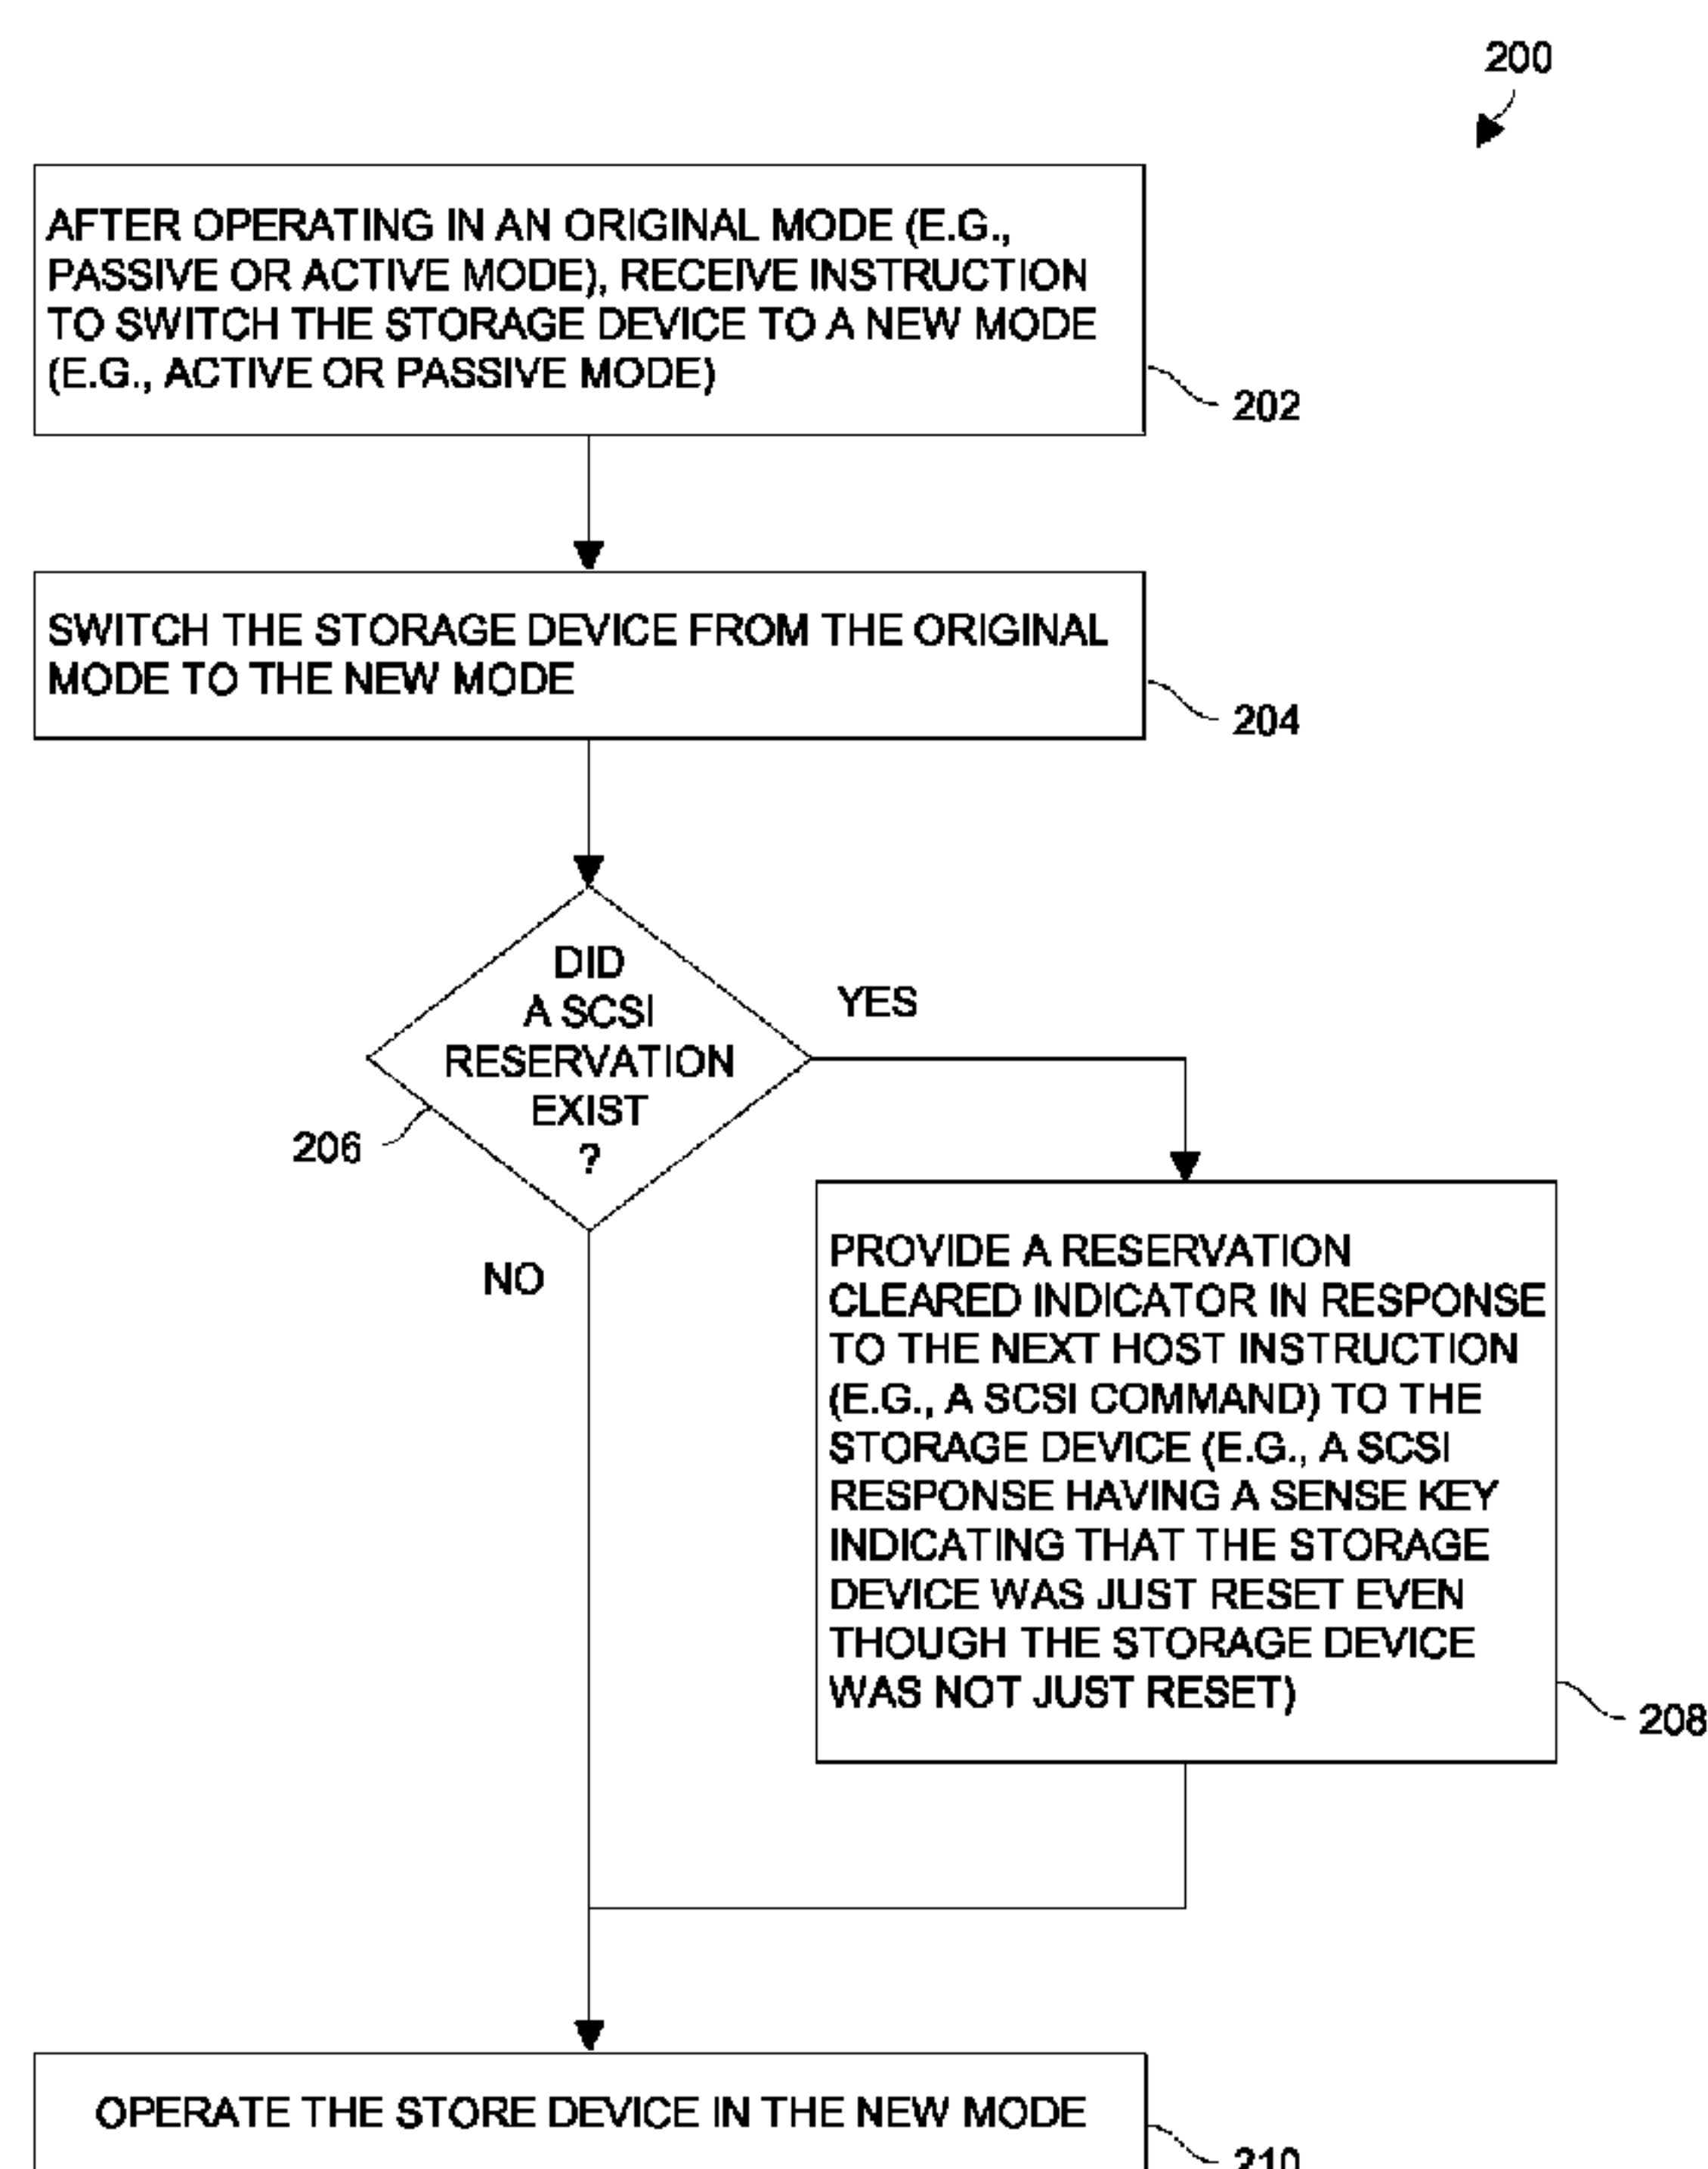 200
AFTER OPERATING IN AN ORIGINAL MODE (E.G.,
PASSIVE OR ACTIVE MODE), RECEIVE INSTRUCTION
TO SWITCH THE STORAGE DEVICE TO A NEW MODE
(E.G., ACTIVE OR PASSIVE MODE)
202
SWITCH THE STORAGE DEVICE FROM THE ORIGINAL
MODE TO THE NEW MODE
204
DID
A SCSI
RESERVATION
EXIST
?
206
YES
NO
PROVIDE A RESERVATION
CLEARED INDICATOR IN RESPONSE
TO THE NEXT HOST INSTRUCTION
(E.G., A SCSI COMMAND) TO THE
STORAGE DEVICE (E.G., A SCSI
RESPONSE HAVING A SENSE KEY
INDICATING THAT THE STORAGE
DEVICE WAS JUST RESET EVEN
THOUGH THE STORAGE DEVICE
WAS NOT JUST RESET)
208
OPERATE THE STORE DEVICE IN THE NEW MODE
210